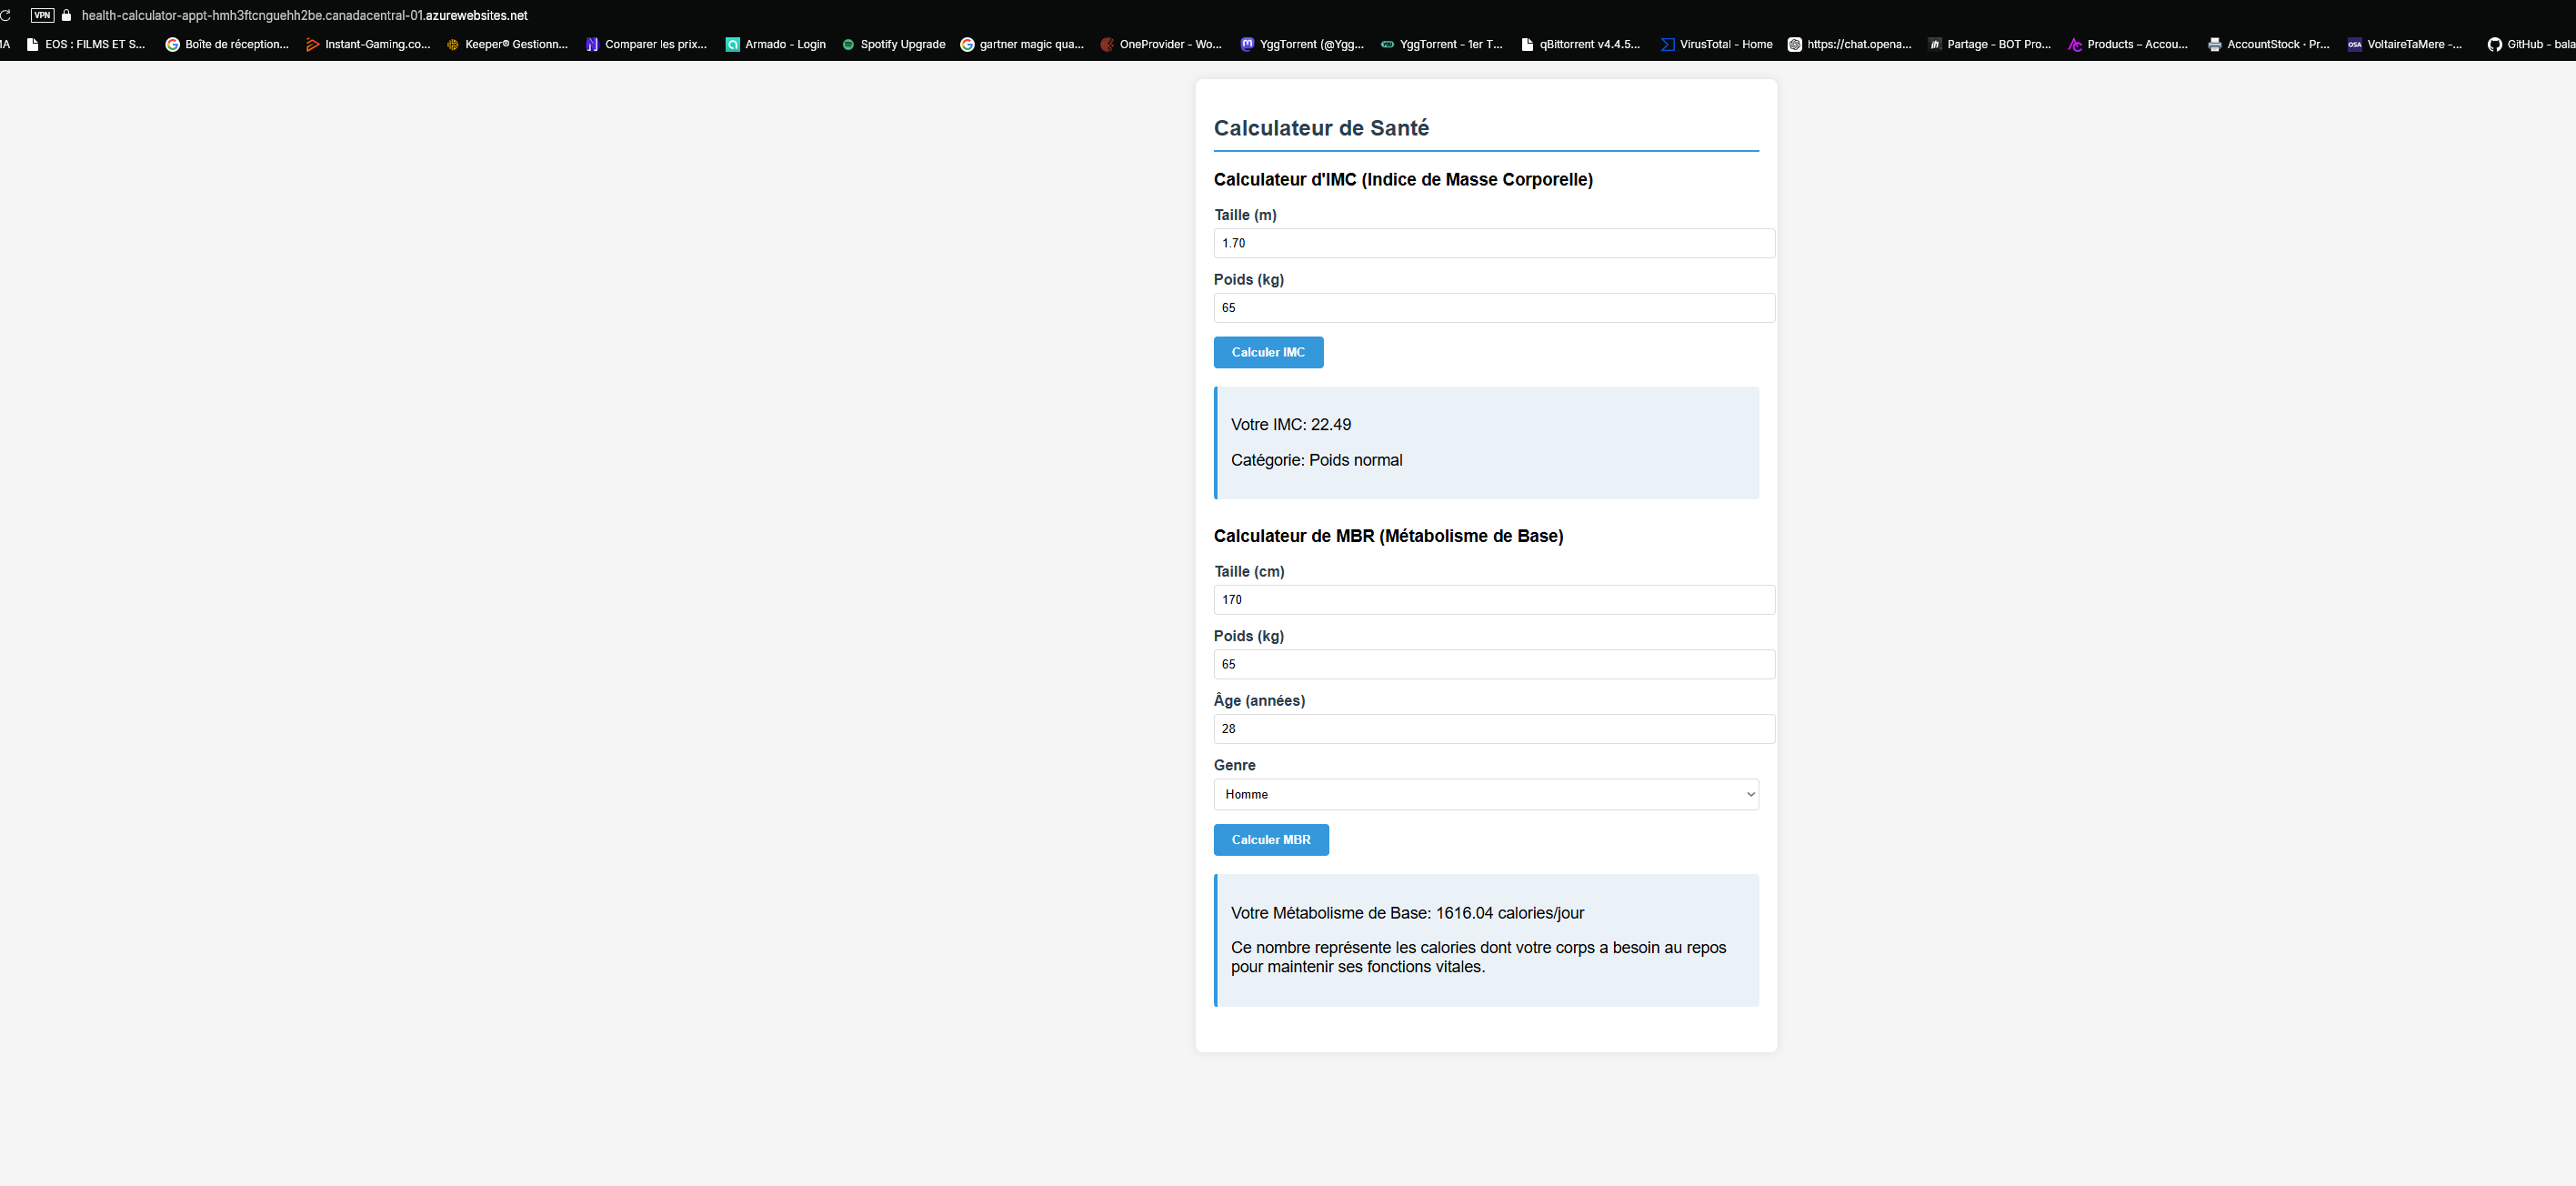 VPN health-calculator-appt-hmh3ftcnguehh2be.canadacentral-01.azurewebsites.net
EOS : FILMS ET S... Boîte de réception... Instant-Gaming.co... Keeper® Gestionn... Comparer les prix... Armado - Login Spotify Upgrade gartner magic qua... OneProvider - Wo... YggTorrent (@Ygg... YggTorrent - 1er T... qBittorrent v4.4.5... VirusTotal - Home https://chat.opena... Partage - BOT Pro... Products – Accou... AccountStock · Pr... VoltaireTaMere -... GitHub - bala
Calculateur de Santé
Calculateur d'IMC (Indice de Masse Corporelle)
Taille (m)
1.70
Poids (kg)
65
Calculer IMC
Votre IMC: 22.49
Catégorie: Poids normal
Calculateur de MBR (Métabolisme de Base)
Taille (cm)
170
Poids (kg)
65
Âge (années)
28
Genre
Homme
Calculer MBR
Votre Métabolisme de Base: 1616.04 calories/jour
Ce nombre représente les calories dont votre corps a besoin au repos
pour maintenir ses fonctions vitales.